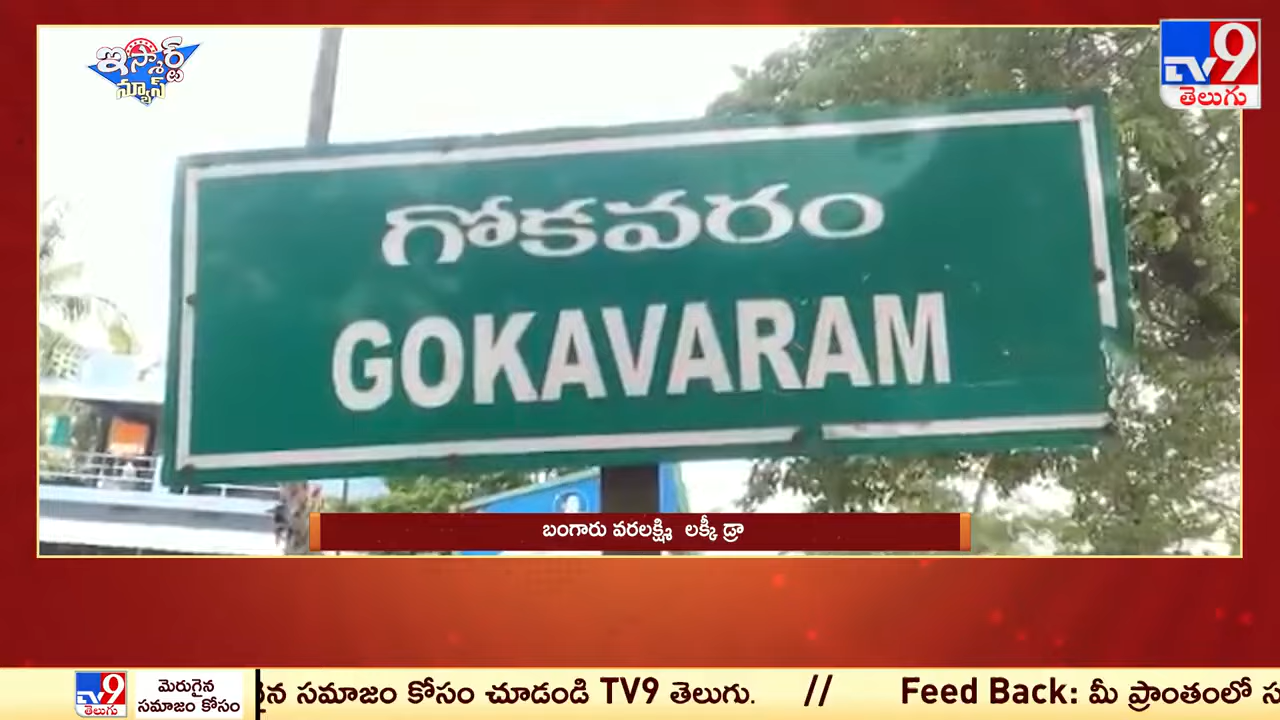 ఇస్మార్ట్
న్యూస్
TV9
తెలుగు
గోకవరం
GOKAVARAM
బంగారు వరలక్ష్మి లక్కీ డ్రా
TV9
తెలుగు
మెరుగైన
సమాజం కోసం
సమాజం కోసం చూడండి TV9 తెలుగు. // Feed Back: మీ ప్రాంతంలో